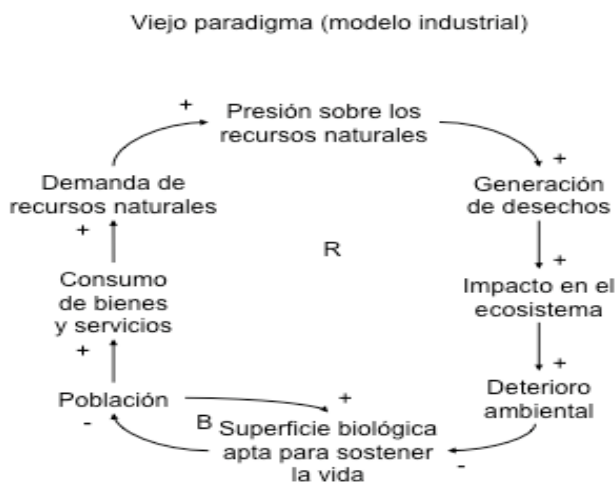 Viejo paradigma (modelo industrial)
+
Presión sobre los
recursos naturales
+
Generación
de desechos
+
Impacto en el
ecosistema
+
Deterioro
ambiental
-
Superficie biológica
apta para sostener
la vida
+
B
-
Población
+
Consumo
de bienes
y servicios
+
Demanda de
recursos naturales
R